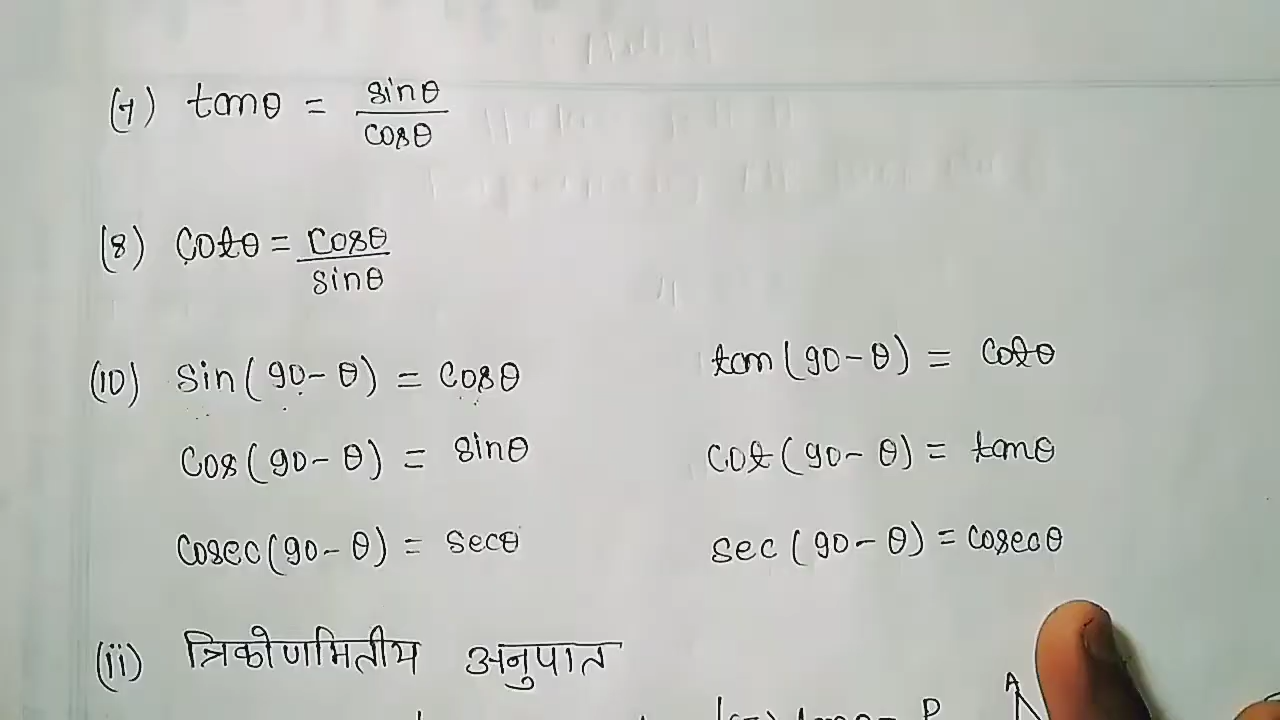 (7) tanθ = sinθ/cosθ
(8) cotθ = cosθ/sinθ
(10) sin(90-θ) = cosθ tan(90-θ) = cotθ
cos(90-θ) = sinθ cot(90-θ) = tanθ
cosec(90-θ) = secθ sec(90-θ) = cosecθ
(ii) त्रिकोणमितीय अनुपात
A
P